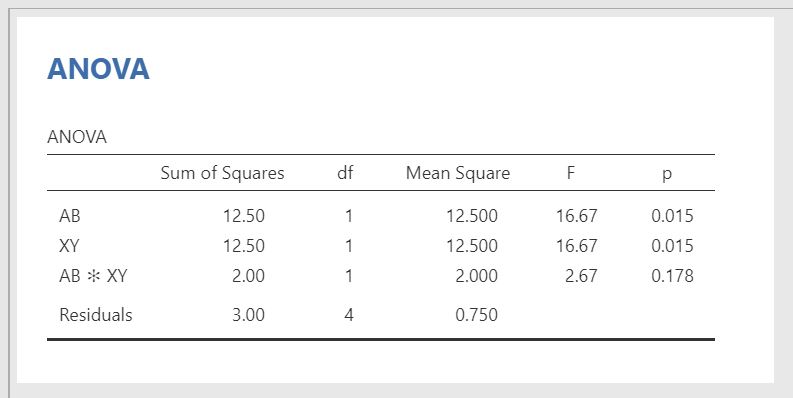 ANOVA
ANOVA
Sum of Squares df Mean Square F p
AB 12.50 1 12.500 16.67 0.015
XY 12.50 1 12.500 16.67 0.015
AB ✻ XY 2.00 1 2.000 2.67 0.178
Residuals 3.00 4 0.750